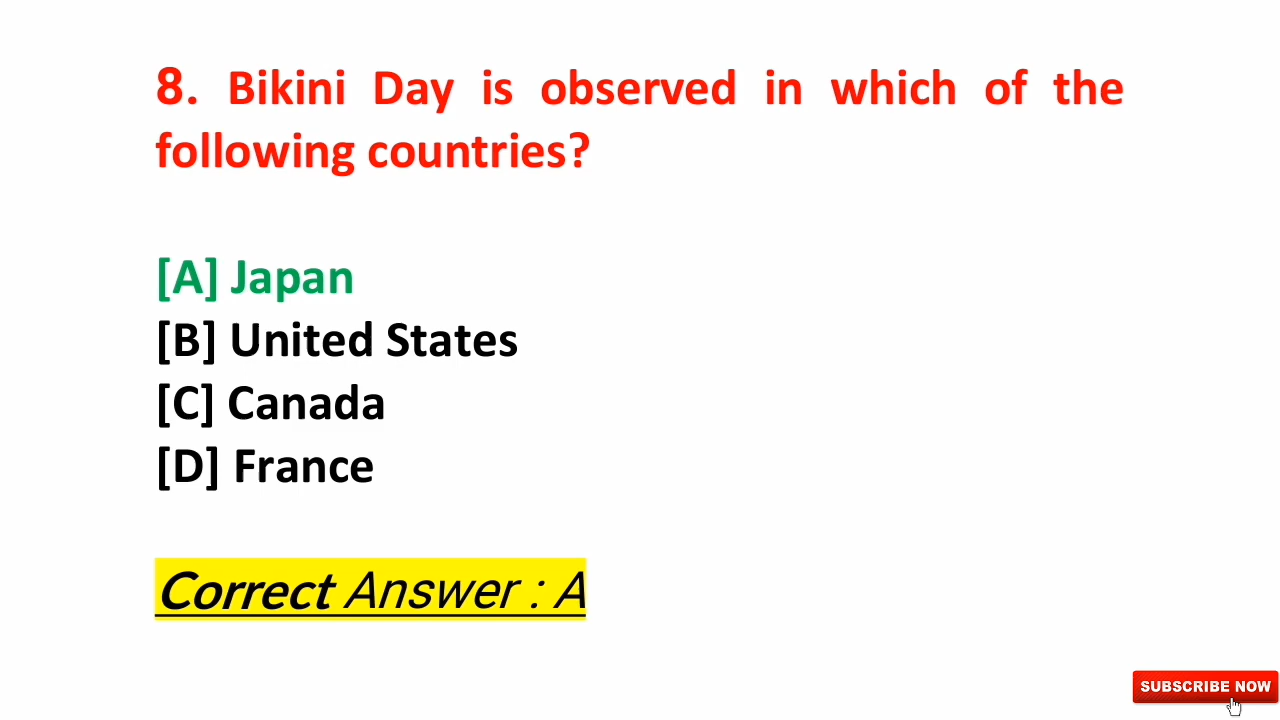 8. Bikini Day is observed in which of the
following countries?
[A] Japan
[B] United States
[C] Canada
[D] France
Correct Answer : A
SUBSCRIBE NOW